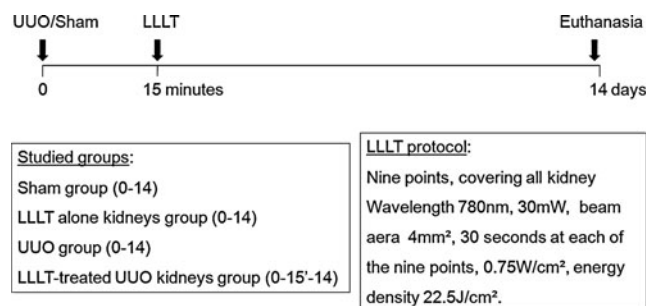 UUO/Sham LLLT Euthanasia
0 15 minutes 14 days
Studied groups:
Sham group (0-14)
LLLT alone kidneys group (0-14)
UUO group (0-14)
LLLT-treated UUO kidneys group (0-15'-14)
LLLT protocol:
Nine points, covering all kidney
Wavelength 780nm, 30mW, beam
aera 4mm², 30 seconds at each of
the nine points, 0.75W/cm², energy
density 22.5J/cm².